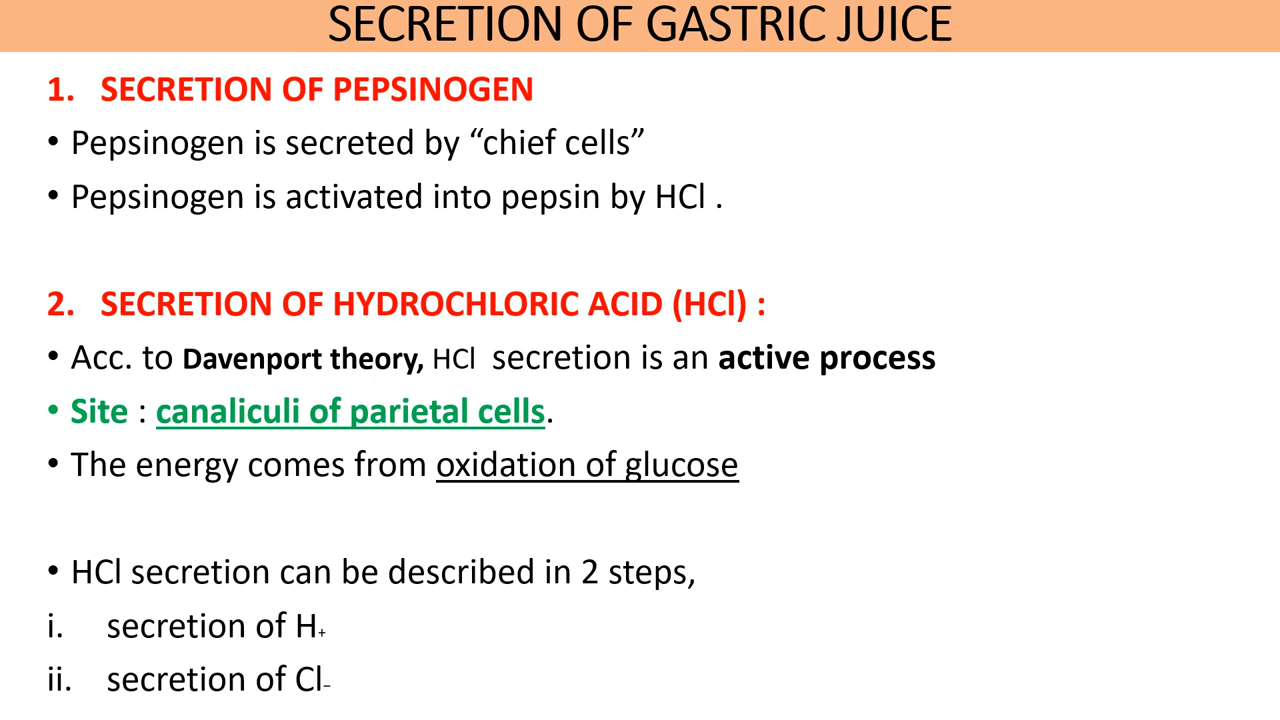 SECRETION OF GASTRIC JUICE
1. SECRETION OF PEPSINOGEN
• Pepsinogen is secreted by “chief cells”
• Pepsinogen is activated into pepsin by HCl .
2. SECRETION OF HYDROCHLORIC ACID (HCl) :
• Acc. to Davenport theory, HCl secretion is an active process
• Site : canaliculi of parietal cells.
• The energy comes from oxidation of glucose
• HCl secretion can be described in 2 steps,
i. secretion of H₊
ii. secretion of Cl₋